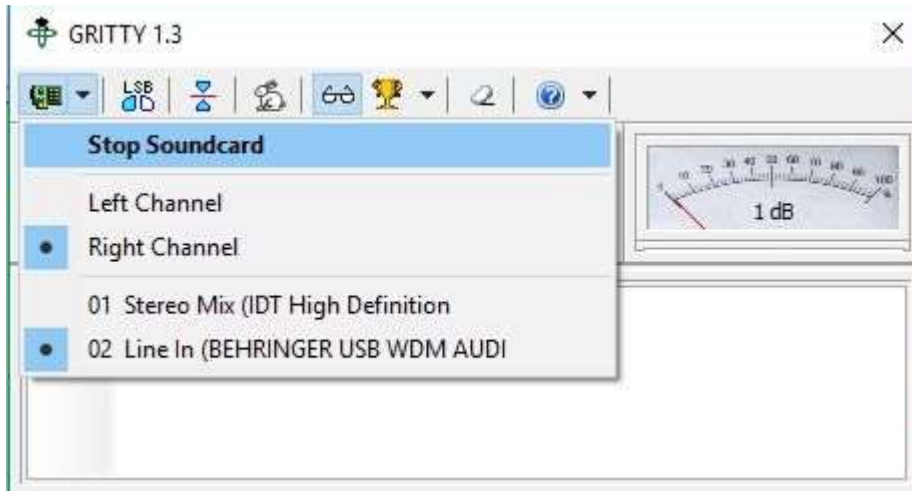 GRITTY 1.3
LSB
Stop Soundcard
Left Channel
Right Channel
01 Stereo Mix (IDT High Definition
02 Line In (BEHRINGER USB WDM AUDI
1 dB